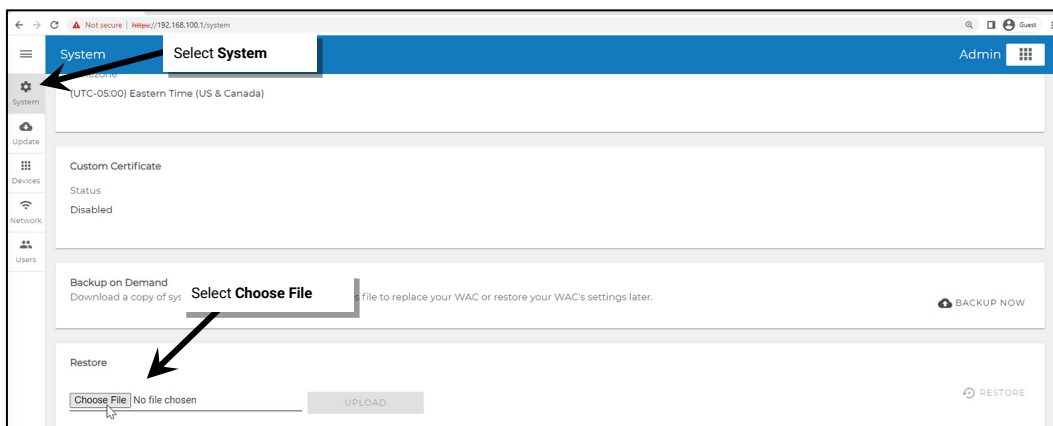 Not secure | https://192.168.100.1/system
Guest
System
Select System
Admin
System
(UTC-05:00) Eastern Time (US & Canada)
Update
Devices
Custom Certificate
Status
Disabled
Network
Users
Backup on Demand
Download a copy of Select Choose File file to replace your WAC or restore your WAC's settings later.
BACKUP NOW
Restore
Choose File No file chosen
UPLOAD
RESTORE